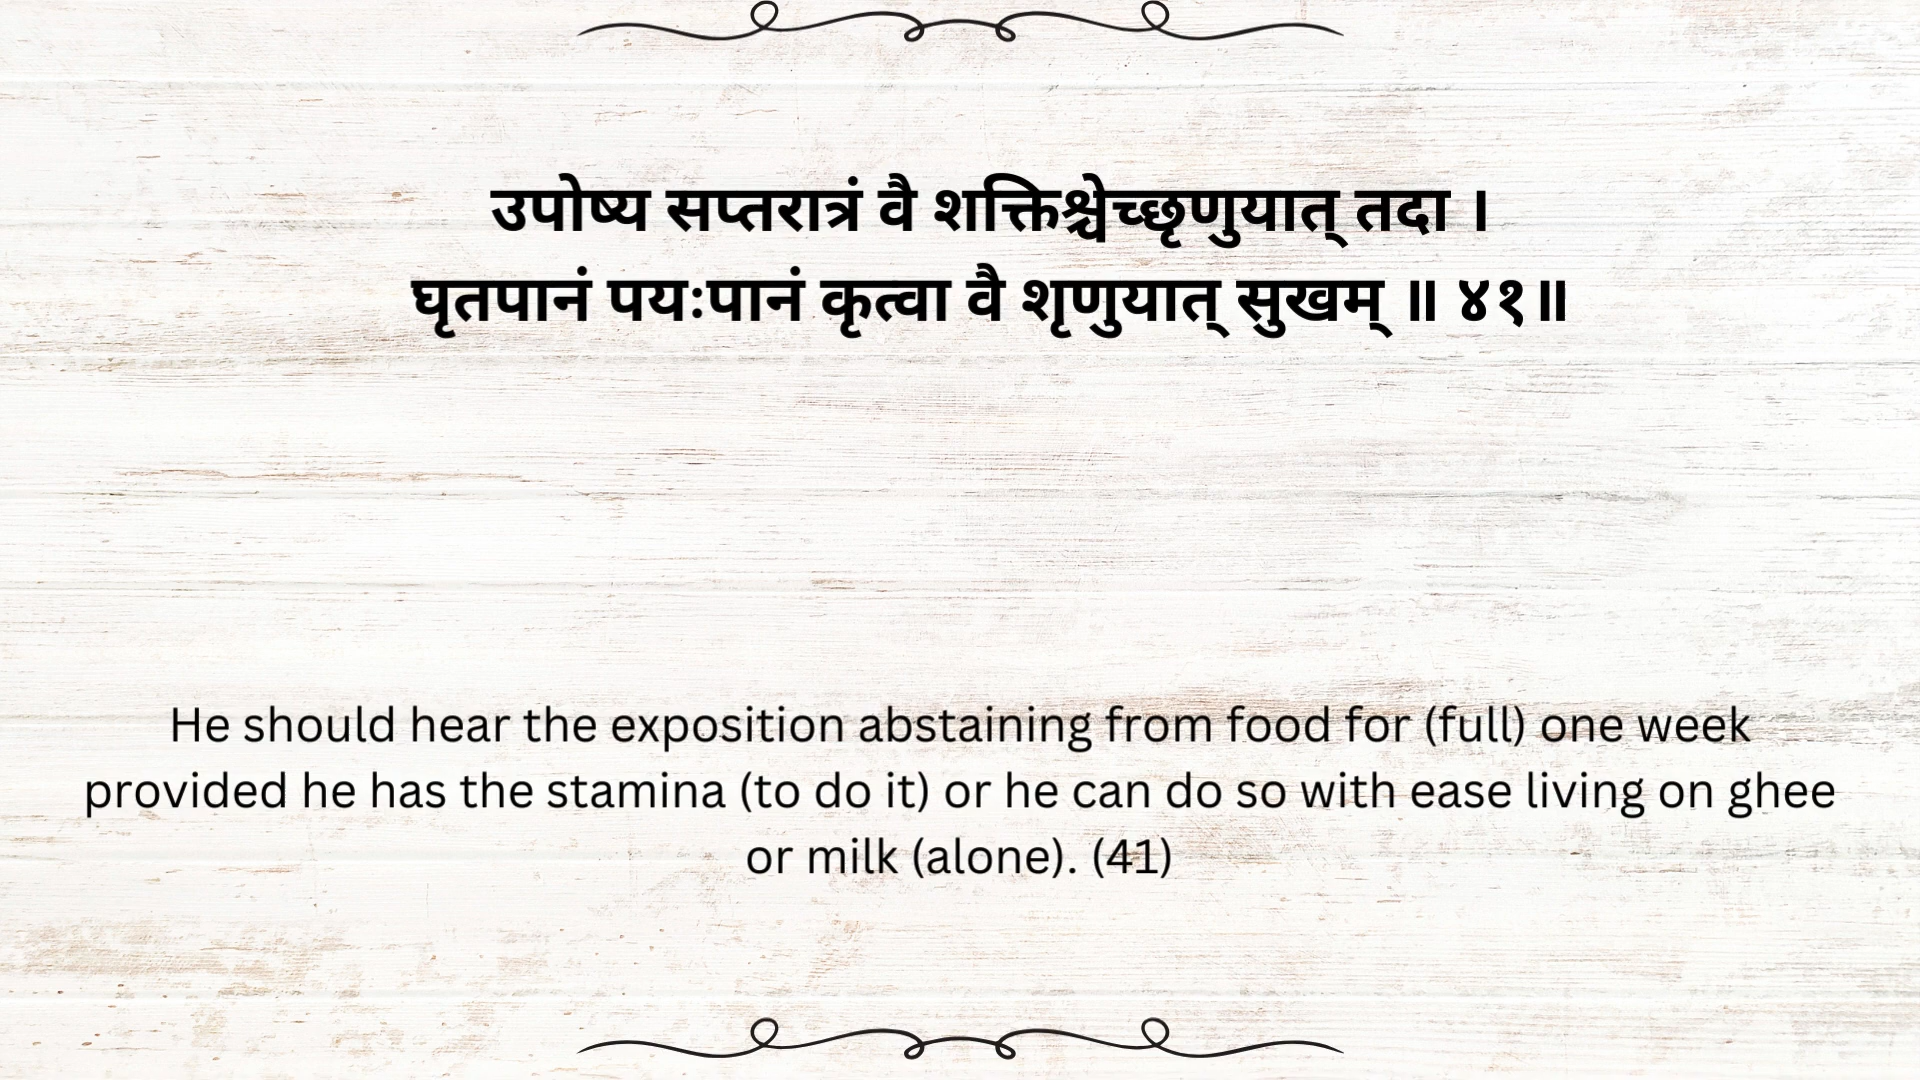 उपोष्य सप्तरात्रं वै शक्तिश्चेच्छृणुयात् तदा ।
घृतपानं पयःपानं कृत्वा वै शृणुयात् सुखम् ॥ ४१॥
He should hear the exposition abstaining from food for (full) one week
provided he has the stamina (to do it) or he can do so with ease living on ghee
or milk (alone). (41)